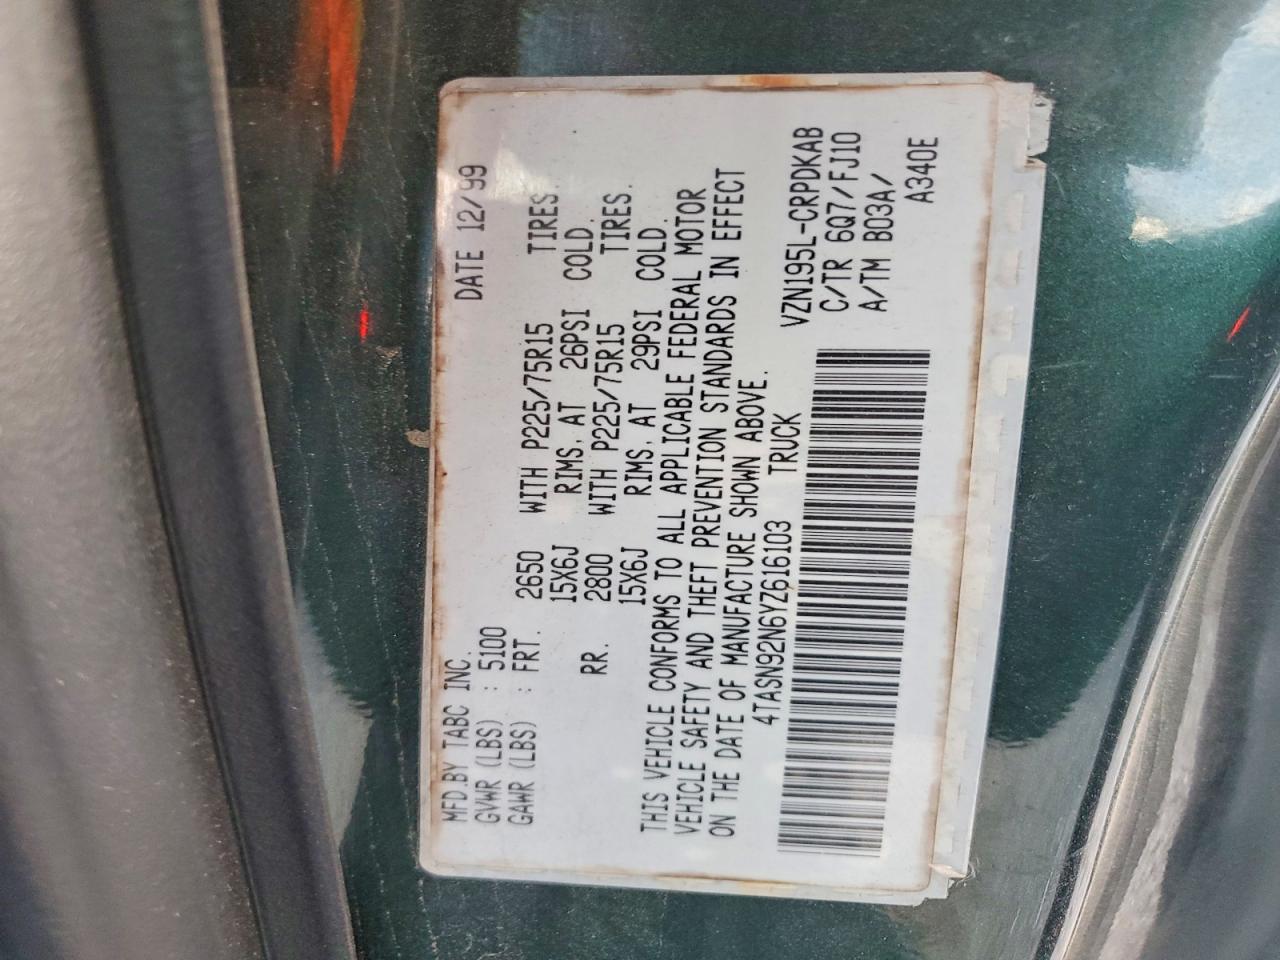 MFD.BY TABC INC. DATE 12/99
GVWR (LBS) : 5100
GAWR (LBS) : FRT. 2650 WITH P225/75R15 TIRES.
15X6J RIMS, AT 26PSI COLD.
RR. 2800 WITH P225/75R15 TIRES.
15X6J RIMS, AT 29PSI COLD.
THIS VEHICLE CONFORMS TO ALL APPLICABLE FEDERAL MOTOR
VEHICLE SAFETY AND THEFT PREVENTION STANDARDS IN EFFECT
ON THE DATE OF MANUFACTURE SHOWN ABOVE.
4TASN92N6YZ616103 TRUCK
VZN195L-CRPDKAB
C/TR 6Q7/FJ10
A/TM B03A/
A340E